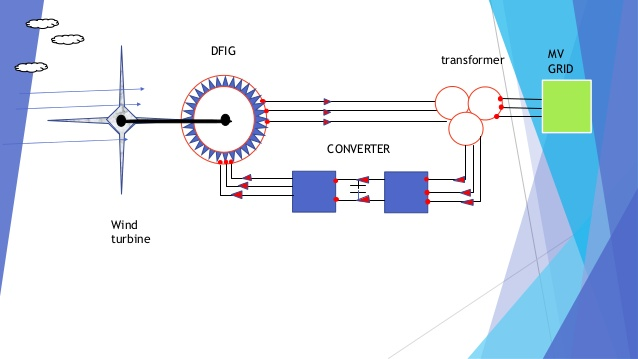 DFIG
transformer
MV
GRID
CONVERTER
Wind
turbine